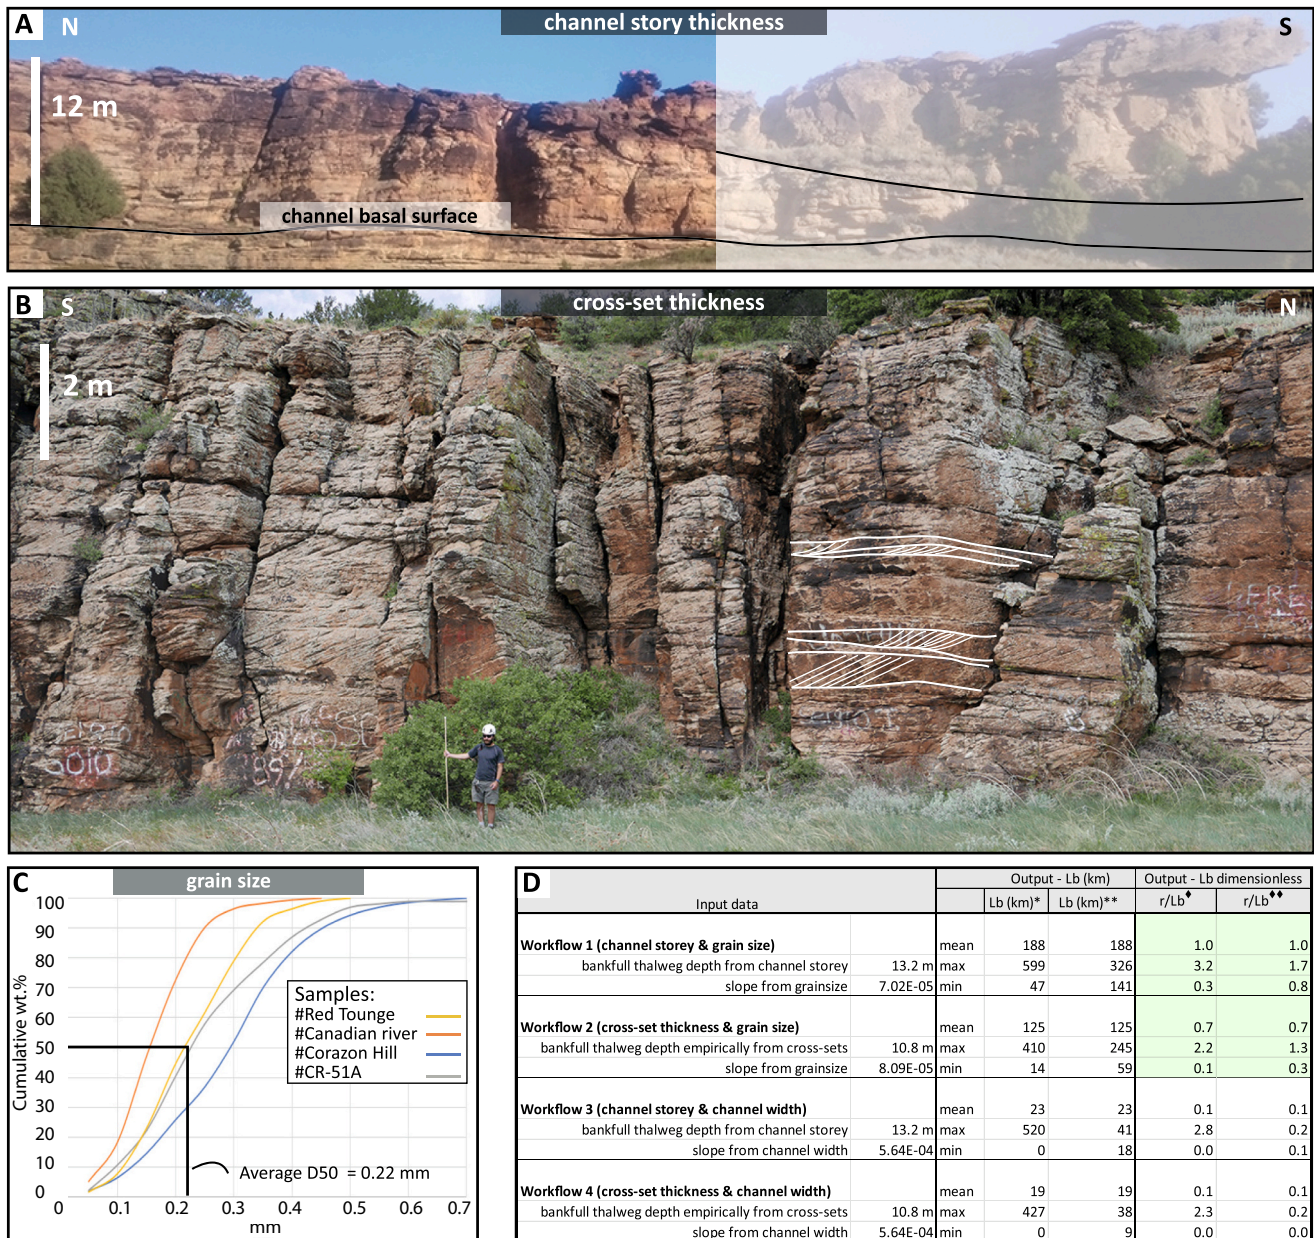 A N channel story thickness S
12 m
channel basal surface
B S cross-set thickness N
2 m
SOIO
C grain size
100
90
80
70
60
50
40
30
20
10
0
Cumulative wt.%
Samples:
#Red Tounge
#Canadian river
#Corazon Hill
#CR-51A
Average D50 = 0.22 mm
0 0.1 0.2 0.3 0.4 0.5 0.6 0.7
mm
D
Output - Lb (km) Output - Lb dimensionless
Input data Lb (km)* Lb (km)** r/Lb♦ r/Lb♦♦
Workflow 1 (channel storey & grain size) mean 188 188 1.0 1.0
bankfull thalweg depth from channel storey 13.2 m max 599 326 3.2 1.7
slope from grainsize 7.02E-05 min 47 141 0.3 0.8
Workflow 2 (cross-set thickness & grain size) mean 125 125 0.7 0.7
bankfull thalweg depth empirically from cross-sets 10.8 m max 410 245 2.2 1.3
slope from grainsize 8.09E-05 min 14 59 0.1 0.3
Workflow 3 (channel storey & channel width) mean 23 23 0.1 0.1
bankfull thalweg depth from channel storey 13.2 m max 520 41 2.8 0.2
slope from channel width 5.64E-04 min 0 18 0.0 0.1
Workflow 4 (cross-set thickness & channel width) mean 19 19 0.1 0.1
bankfull thalweg depth empirically from cross-sets 10.8 m max 427 38 2.3 0.2
slope from channel width 5.64E-04 min 0 9 0.0 0.0